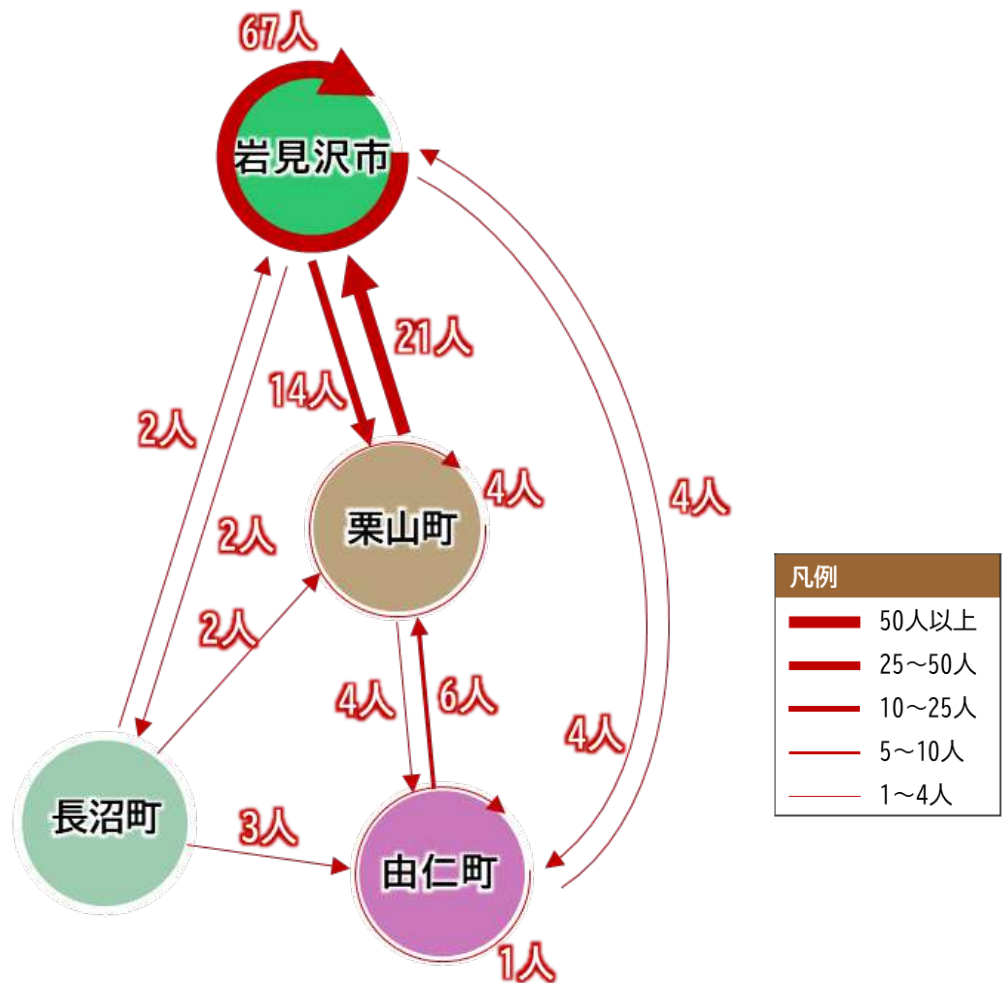 67人
岩見沢市
21人
14人
2人
4人
4人
栗山町
2人
2人
4人
6人
4人
長沼町
3人
由仁町
1人
凡例
50人以上
25~50人
10~25人
5~10人
1~4人